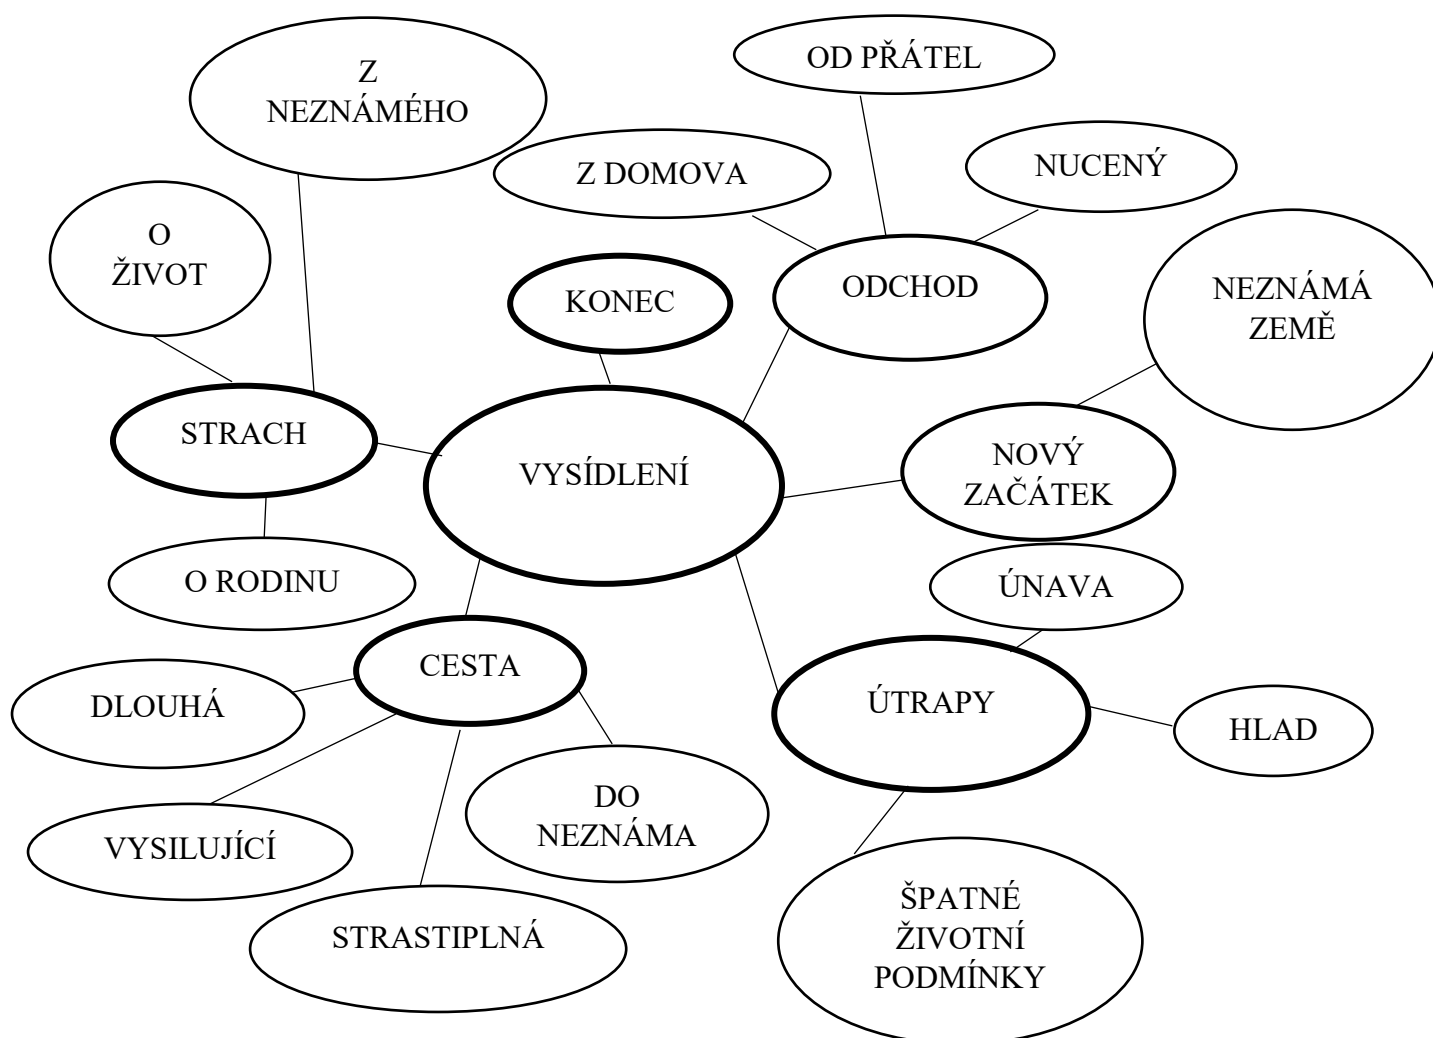 Z
NEZNÁMÉHO
OD PŘÁTEL
Z DOMOVA
NUCENÝ
O
ŽIVOT
KONEC
ODCHOD
NEZNÁMÁ
ZEMĚ
STRACH
VYSÍDLENÍ
NOVÝ
ZAČÁTEK
O RODINU
ÚNAVA
CESTA
DLOUHÁ
ÚTRAPY
HLAD
DO
NEZNÁMA
VYSILUJÍCÍ
STRASTIPLNÁ
ŠPATNÉ
ŽIVOTNÍ
PODMÍNKY